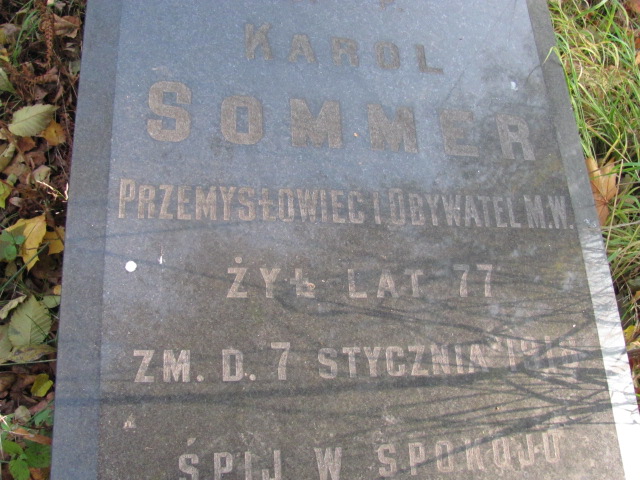 KAROL
SOMMER
PRZEMYSŁOWIEC I OBYWATEL M.W.
ŻYŁ LAT 77
ZM. D. 7 STYCZNIA
ŚPIJ W SPOKOJU